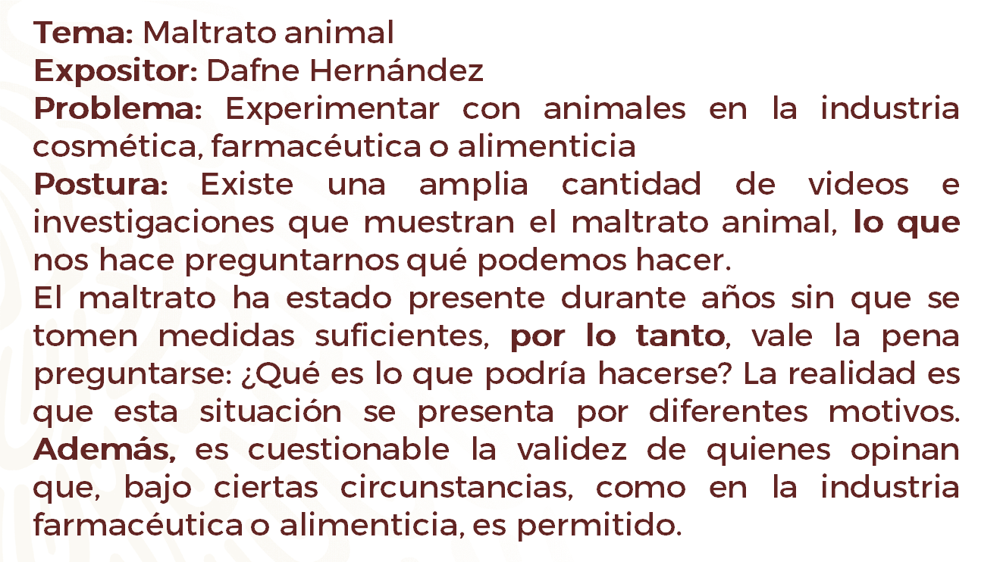 Tema: Maltrato animal
Expositor: Dafne Hernández
Problema: Experimentar con animales en la industria
cosmética, farmacéutica o alimenticia
Postura: Existe una amplia cantidad de videos e
investigaciones que muestran el maltrato animal, lo que
nos hace preguntarnos qué podemos hacer.
El maltrato ha estado presente durante años sin que se
tomen medidas suficientes, por lo tanto, vale la pena
preguntarse: ¿Qué es lo que podría hacerse? La realidad es
que esta situación se presenta por diferentes motivos.
Además, es cuestionable la validez de quienes opinan
que, bajo ciertas circunstancias, como en la industria
farmacéutica o alimenticia, es permitido.